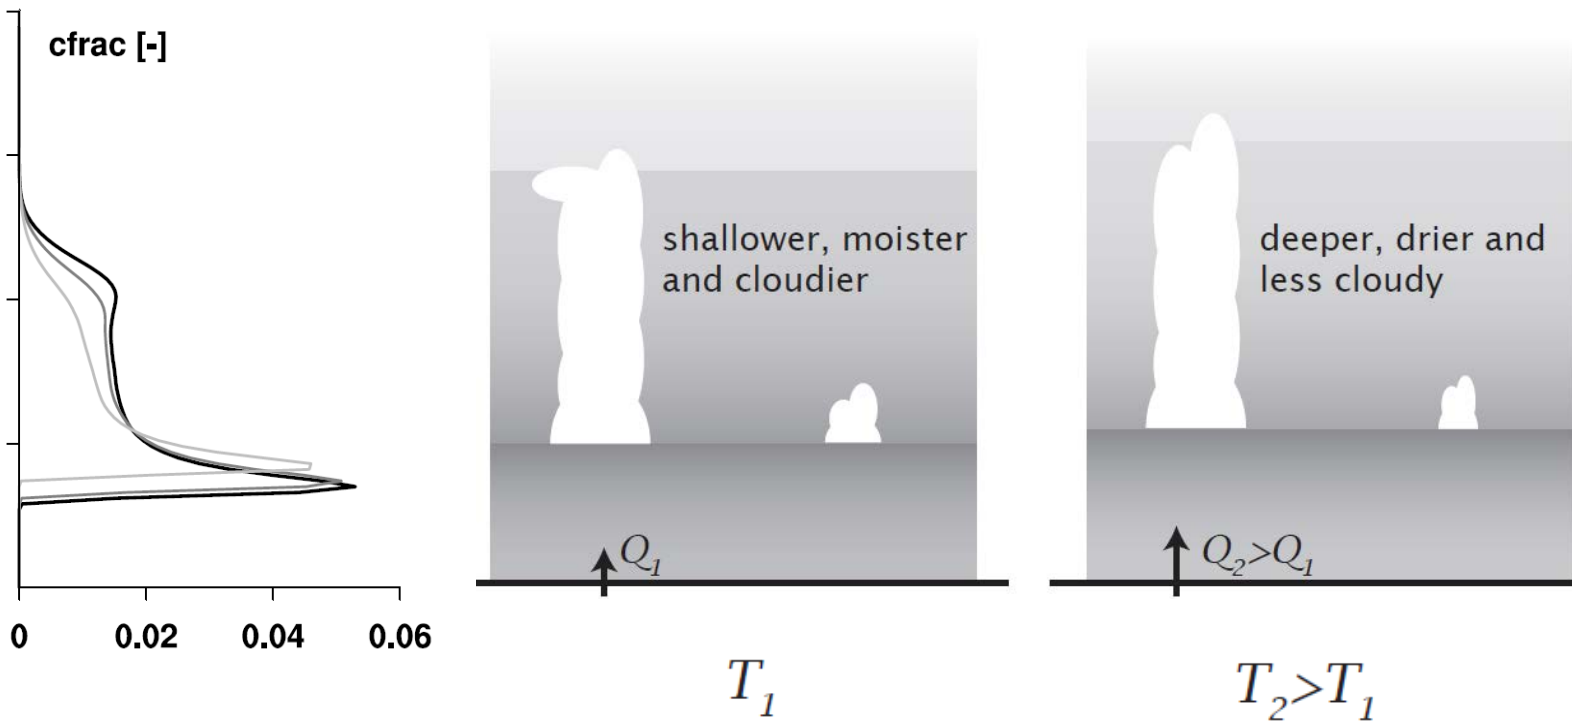 cfrac [-]
0 0.02 0.04 0.06
shallower, moister
and cloudier
Q1
T1
deeper, drier and
less cloudy
Q2>Q1
T2>T1